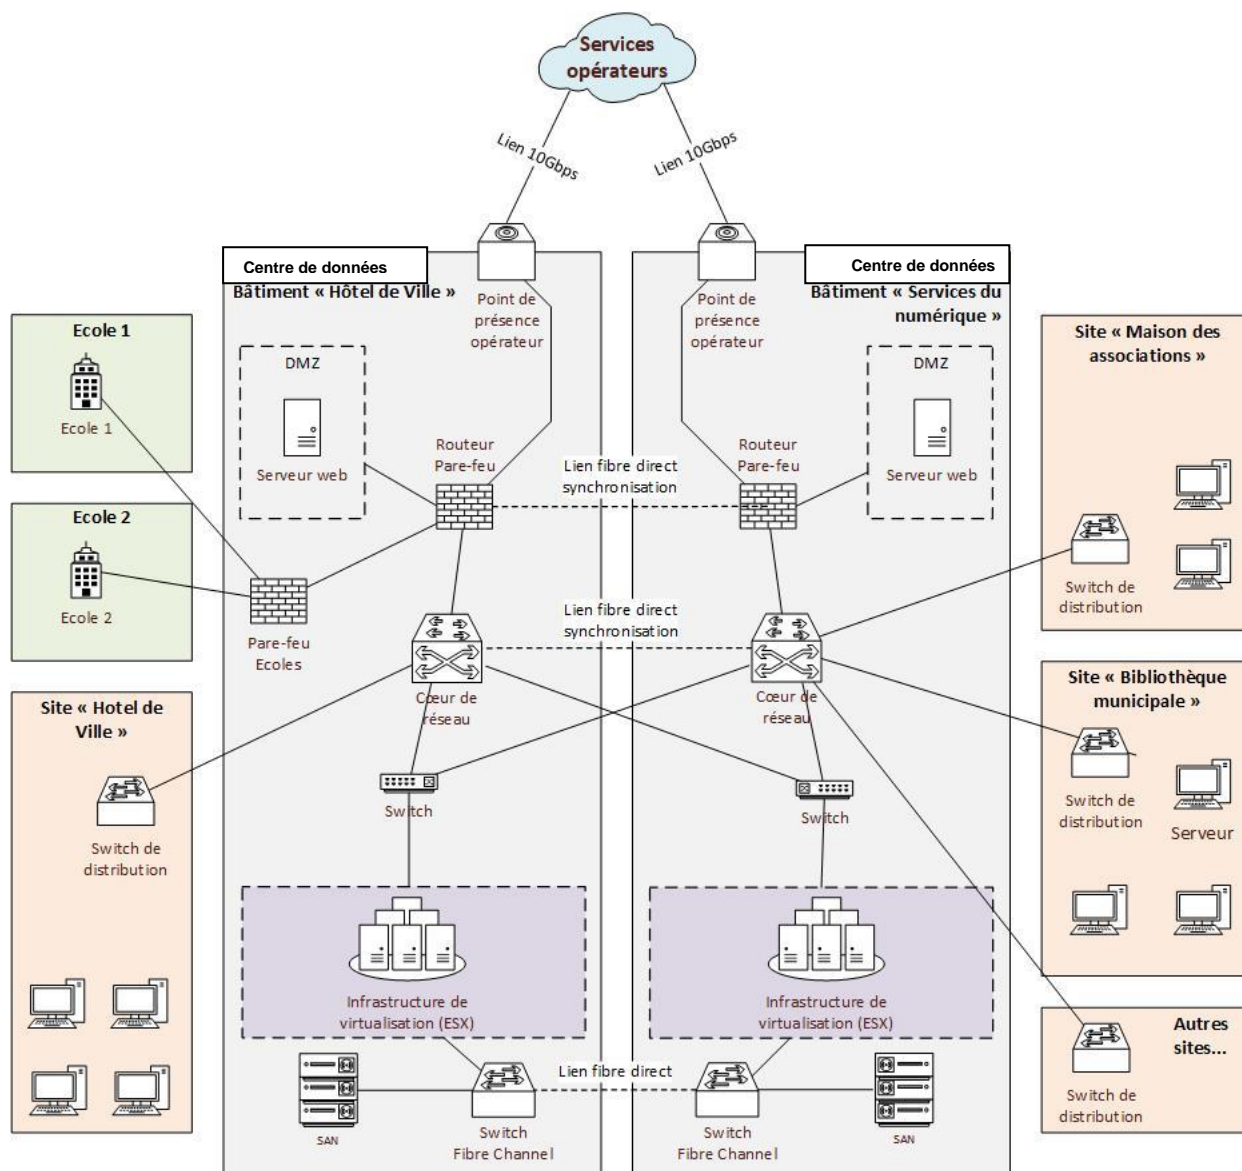 Services
opérateurs
Lien 10Gbps
Lien 10Gbps
Centre de données
Bâtiment « Hôtel de Ville »
Point de
présence
opérateur
DMZ
Serveur web
Routeur
Pare-feu
Centre de données
Bâtiment « Services du
numérique »
Point de
présence
opérateur
DMZ
Serveur web
Routeur
Pare-feu
Lien fibre direct
synchronisation
Ecole 1
Ecole 1
Ecole 2
Ecole 2
Pare-feu
Ecoles
Lien fibre direct
synchronisation
Cœur de
réseau
Cœur de
réseau
Switch
Switch
Site « Hotel de
Ville »
Switch de
distribution
Site « Maison des
associations »
Switch de
distribution
Site « Bibliothèque
municipale »
Switch de
distribution
Serveur
Autres
sites...
Switch de
distribution
Infrastructure de
virtualisation (ESX)
Infrastructure de
virtualisation (ESX)
Lien fibre direct
SAN
Switch
Fibre Channel
Switch
Fibre Channel
SAN